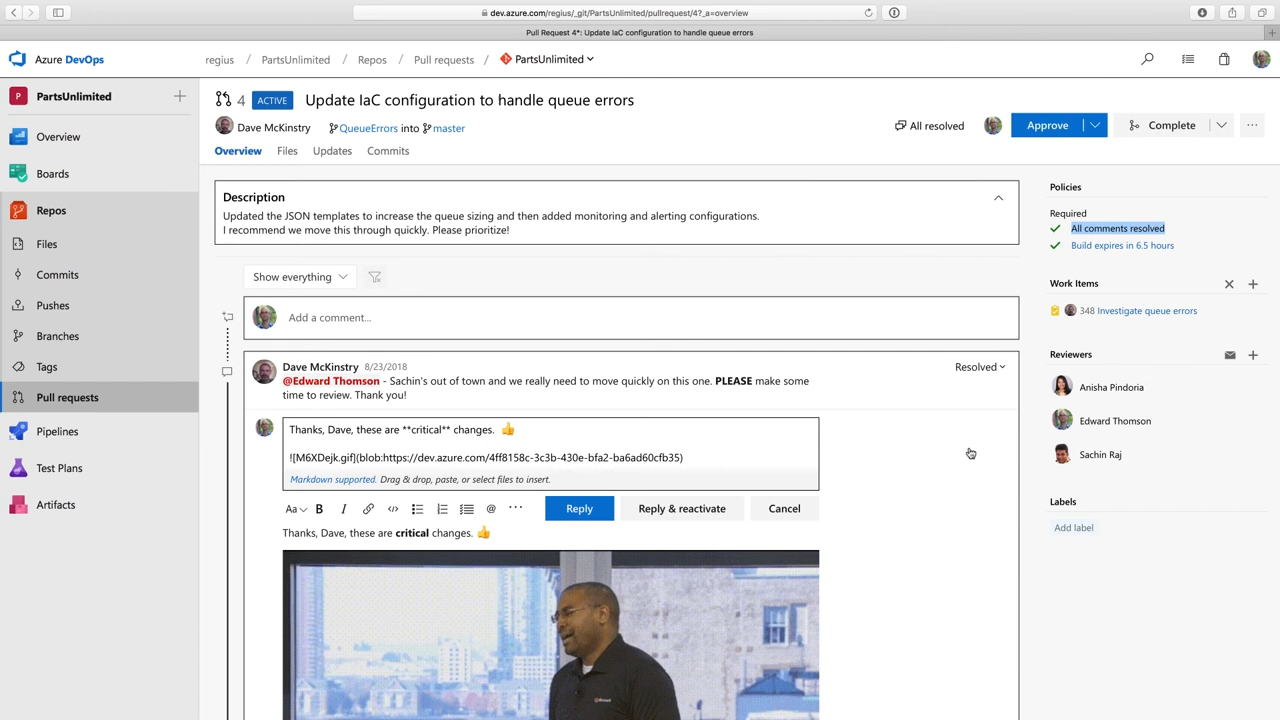 dev.azure.com/regius/_git/PartsUnlimited/pullrequest/4?_a=overview
Pull Request 4*: Update IaC configuration to handle queue errors
Azure DevOps
regius / PartsUnlimited / Repos / Pull requests / PartsUnlimited
P PartsUnlimited
Overview
Boards
Repos
Files
Commits
Pushes
Branches
Tags
Pull requests
Pipelines
Test Plans
Artifacts
4 ACTIVE Update IaC configuration to handle queue errors
Dave McKinstry QueueErrors into master
All resolved Approve Complete
Overview Files Updates Commits
Description
Updated the JSON templates to increase the queue sizing and then added monitoring and alerting configurations.
I recommend we move this through quickly. Please prioritize!
Show everything
Add a comment...
Dave McKinstry 8/23/2018 Resolved
@Edward Thomson - Sachin's out of town and we really need to move quickly on this one. PLEASE make some
time to review. Thank you!
Thanks, Dave, these are **critical** changes. 👍
![M6XDejk.gif](blob:https://dev.azure.com/4ff8158c-3c3b-430e-bfa2-ba6ad60cfb35)
Markdown supported. Drag & drop, paste, or select files to insert.
Aa B I @ Reply Reply & reactivate Cancel
Thanks, Dave, these are critical changes. 👍
Policies
Required
All comments resolved
Build expires in 6.5 hours
Work Items
348 Investigate queue errors
Reviewers
Anisha Pindoria
Edward Thomson
Sachin Raj
Labels
Add label